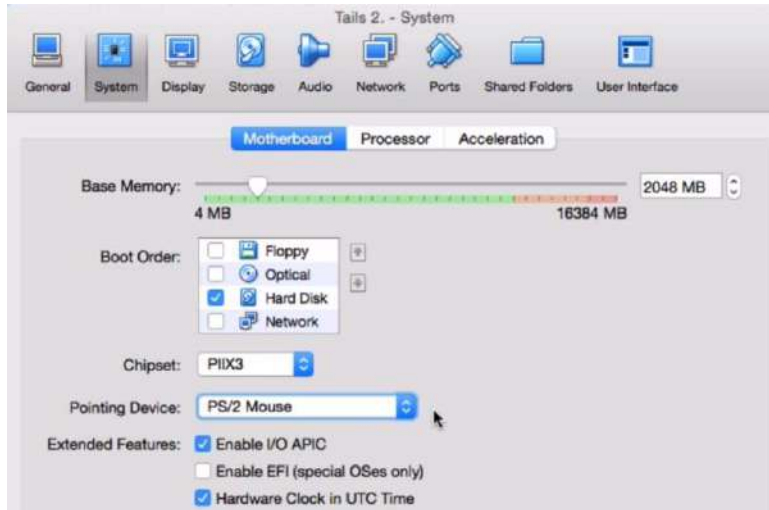 Tails 2. - System
General System Display Storage Audio Network Ports Shared Folders User Interface
Motherboard Processor Acceleration
Base Memory: 2048 MB
4 MB 16384 MB
Boot Order: Floppy
Optical
Hard Disk
Network
Chipset: PIIX3
Pointing Device: PS/2 Mouse
Extended Features: Enable I/O APIC
Enable EFI (special OSes only)
Hardware Clock in UTC Time